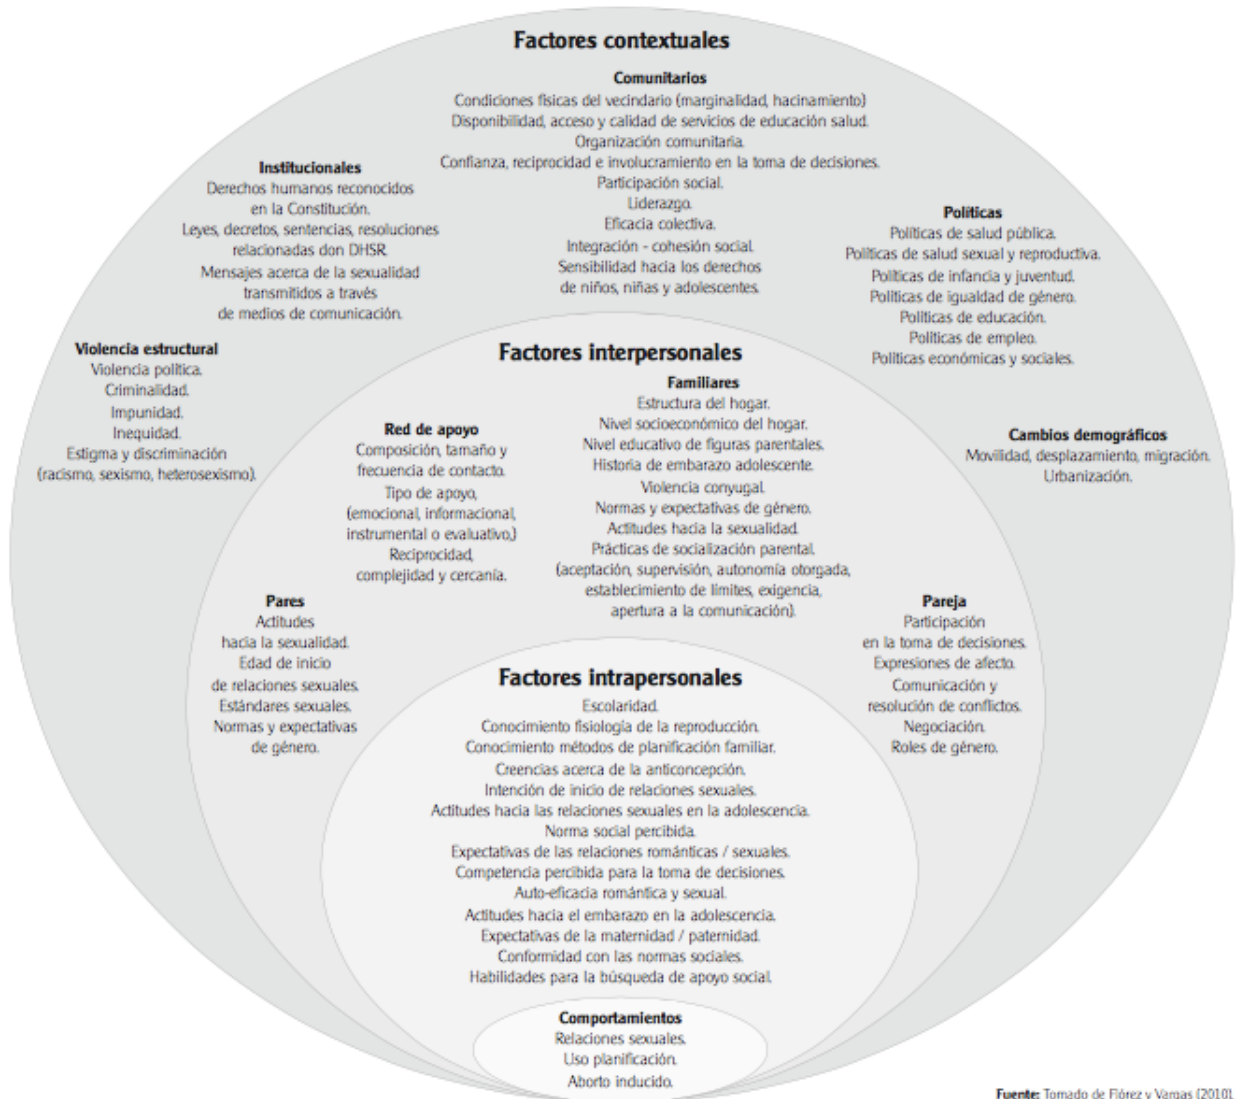 Factores contextuales
Comunitarios
Condiciones físicas del vecindario (marginalidad, hacinamiento)
Disponibilidad, acceso y calidad de servicios de educación salud.
Organización comunitaria.
Confianza, reciprocidad e involucramiento en la toma de decisiones.
Participación social.
Liderazgo.
Eficacia colectiva.
Integración - cohesión social.
Sensibilidad hacia los derechos
de niños, niñas y adolescentes.
Institucionales
Derechos humanos reconocidos
en la Constitución.
Leyes, decretos, sentencias, resoluciones
relacionadas don DHSR.
Mensajes acerca de la sexualidad
transmitidos a través
de medios de comunicación.
Políticas
Políticas de salud pública.
Políticas de salud sexual y reproductiva.
Políticas de infancia y juventud.
Políticas de igualdad de género.
Políticas de educación.
Políticas de empleo.
Políticas económicas y sociales.
Violencia estructural
Violencia política.
Criminalidad.
Impunidad.
Inequidad.
Estigma y discriminación
(racismo, sexismo, heterosexismo).
Cambios demográficos
Movilidad, desplazamiento, migración.
Urbanización.
Factores interpersonales
Familiares
Estructura del hogar.
Nivel socioeconómico del hogar.
Nivel educativo de figuras parentales.
Historia de embarazo adolescente.
Violencia conyugal.
Normas y expectativas de género.
Actitudes hacia la sexualidad.
Prácticas de socialización parental.
(aceptación, supervisión, autonomía otorgada,
establecimiento de límites, exigencia,
apertura a la comunicación).
Red de apoyo
Composición, tamaño y
frecuencia de contacto.
Tipo de apoyo,
(emocional, informacional,
instrumental o evaluativo,)
Reciprocidad,
complejidad y cercanía.
Pares
Actitudes
hacia la sexualidad.
Edad de inicio
de relaciones sexuales.
Estándares sexuales.
Normas y expectativas
de género.
Pareja
Participación
en la toma de decisiones.
Expresiones de afecto.
Comunicación y
resolución de conflictos.
Negociación.
Roles de género.
Factores intrapersonales
Escolaridad.
Conocimiento fisiología de la reproducción.
Conocimiento métodos de planificación familiar.
Creencias acerca de la anticoncepción.
Intención de inicio de relaciones sexuales.
Actitudes hacia las relaciones sexuales en la adolescencia.
Norma social percibida.
Expectativas de las relaciones románticas / sexuales.
Competencia percibida para la toma de decisiones.
Auto-eficacia romántica y sexual.
Actitudes hacia el embarazo en la adolescencia.
Expectativas de la maternidad / paternidad.
Conformidad con las normas sociales.
Habilidades para la búsqueda de apoyo social.
Comportamientos
Relaciones sexuales.
Uso planificación.
Aborto inducido.
Fuente: Tomado de Flórez y Vargas (2010).